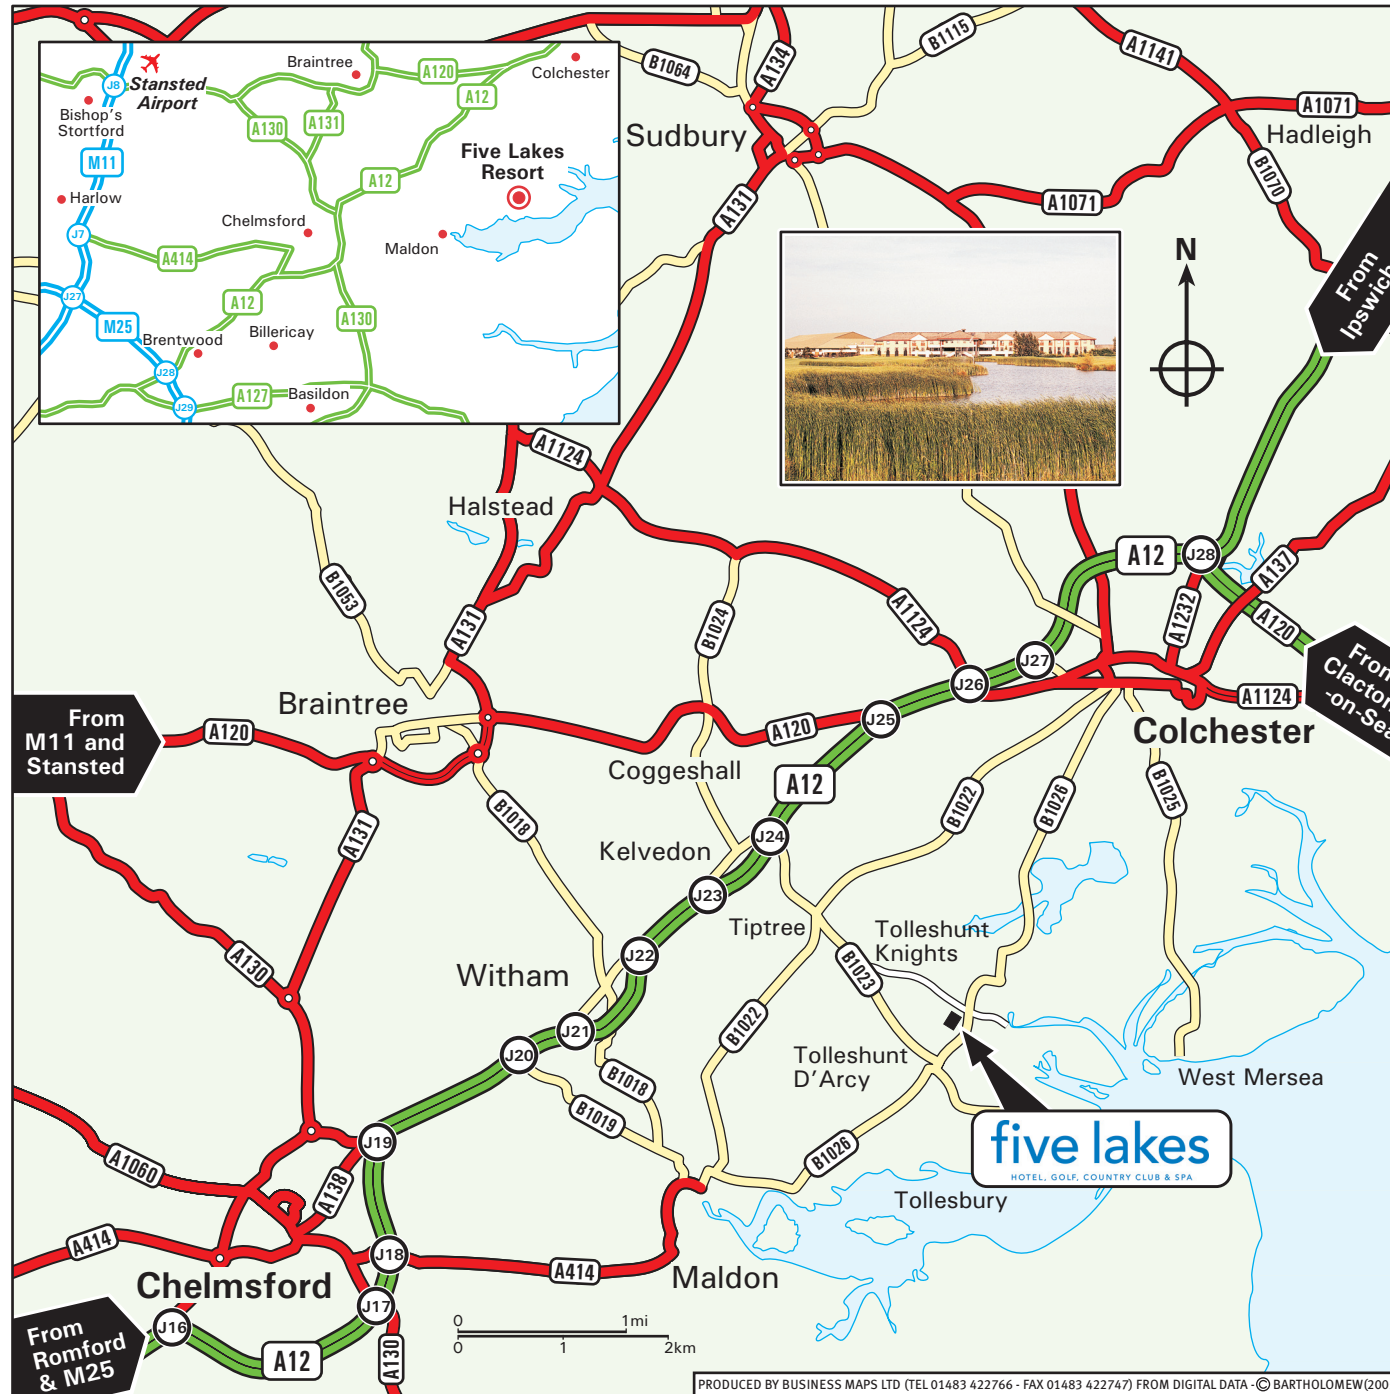 B1064
A134
B1115
A1141
A1071
Hadleigh
Sudbury
B1070
A1071
A131
From
Ipswich
N
J8
Stansted
Airport
Braintree
A120
Colchester
A12
Bishop's
Stortford
A130
A131
M11
Five Lakes
Resort
A12
Harlow
Chelmsford
Maldon
J7
A414
J27
A12
A130
M25
Billericay
Brentwood
J28
A127
Basildon
J29
A1124
Halstead
B1053
A131
B1024
A1124
A12
J28
A137
A1232
A120
J27
J26
From
Clacton
-on-Sea
A1124
Braintree
From
M11 and
Stansted
A120
J25
A120
Colchester
Coggeshall
A12
B1018
A131
B1022
B1026
B1025
J24
Kelvedon
J23
Tiptree
Tolleshunt
Knights
J22
A130
Witham
B1023
J21
B1022
J20
Tolleshunt
D'Arcy
B1018
West Mersea
B1019
J19
A1060
A138
B1026
five lakes
HOTEL, GOLF, COUNTRY CLUB & SPA
Tollesbury
A414
J18
A414
Maldon
Chelmsford
J17
J16
From
Romford
& M25
A12
A130
0 1mi
0 1 2km
PRODUCED BY BUSINESS MAPS LTD (TEL 01483 422766 - FAX 01483 422747) FROM DIGITAL DATA - © BARTHOLOMEW(200